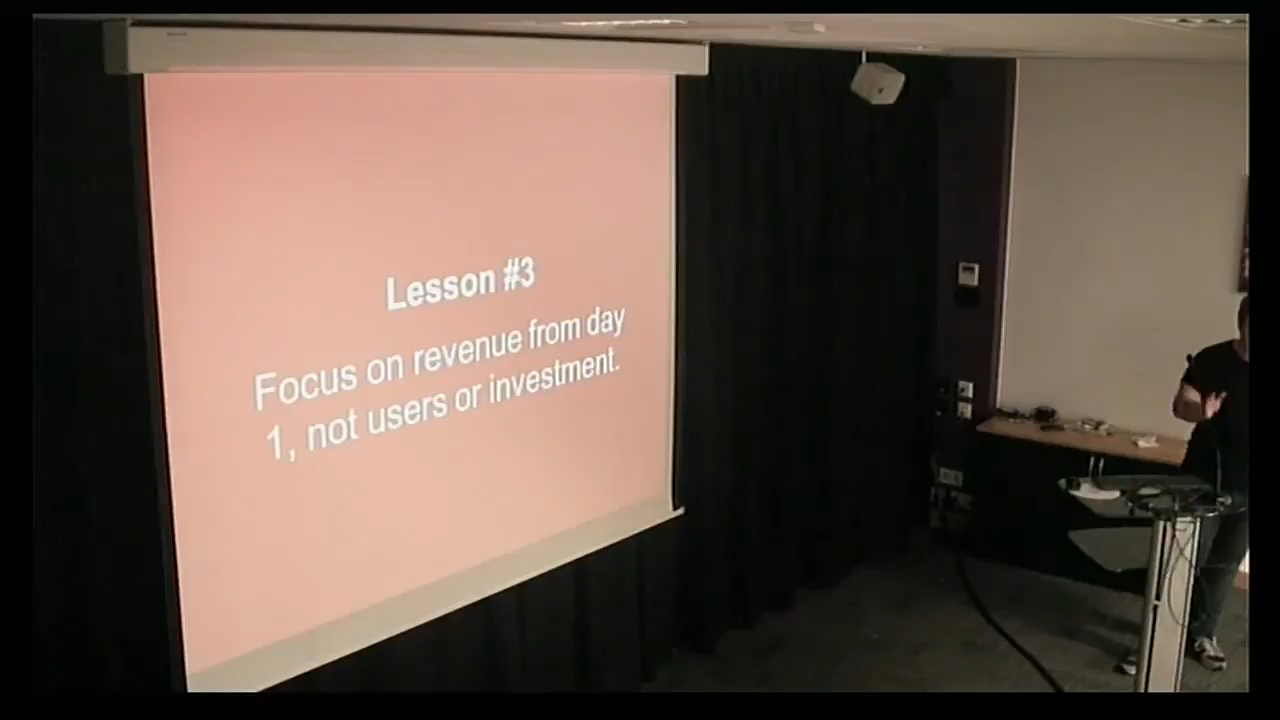 Lesson #3
Focus on revenue from day
1, not users or investment.